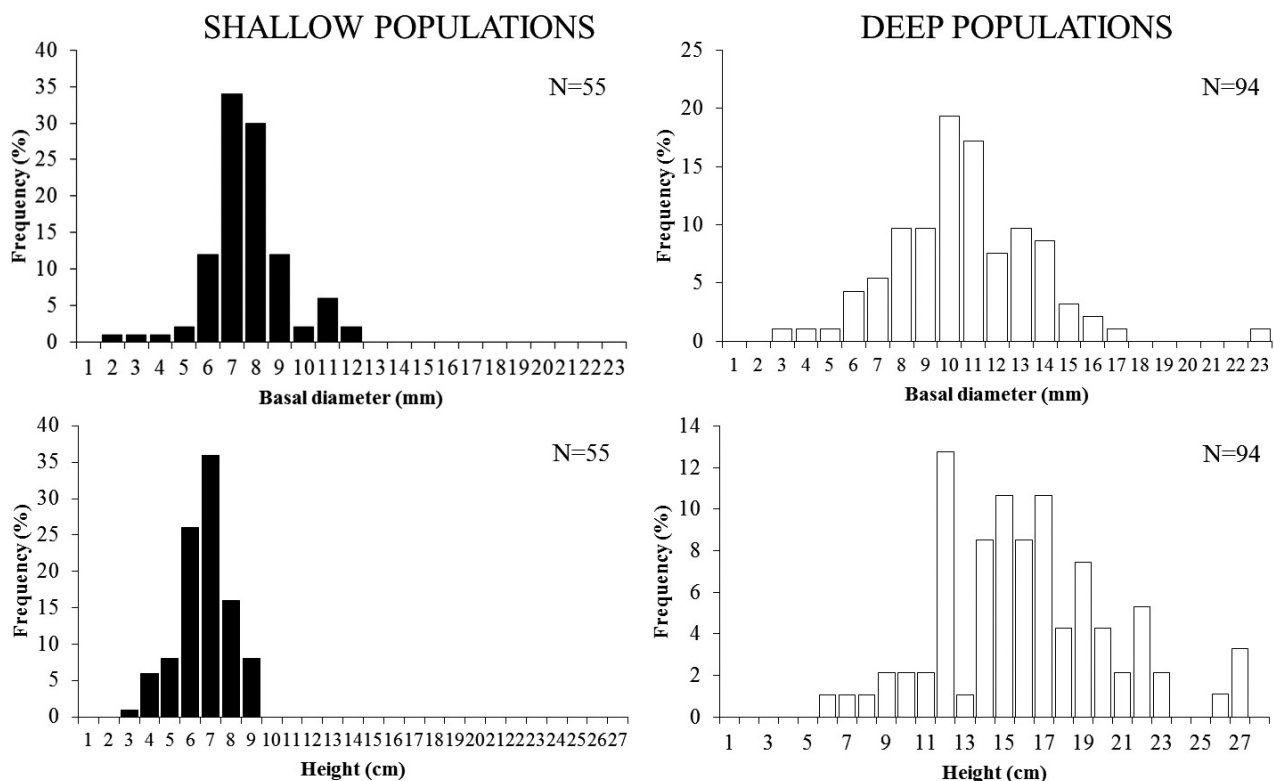 SHALLOW POPULATIONS
40
35
30
25
20
15
10
5
0
Frequency (%)
N=55
1 2 3 4 5 6 7 8 9 10 11 12 13 14 15 16 17 18 19 20 21 22 23
Basal diameter (mm)
DEEP POPULATIONS
25
20
15
10
5
0
Frequency (%)
N=94
1 2 3 4 5 6 7 8 9 10 11 12 13 14 15 16 17 18 19 20 21 22 23
Basal diameter (mm)
40
35
30
25
20
15
10
5
0
Frequency (%)
N=55
1 2 3 4 5 6 7 8 9 10 11 12 13 14 15 16 17 18 19 20 21 22 23 24 25 26 27
Height (cm)
14
12
10
8
6
4
2
0
Frequency (%)
N=94
1 3 5 7 9 11 13 15 17 19 21 23 25 27
Height (cm)